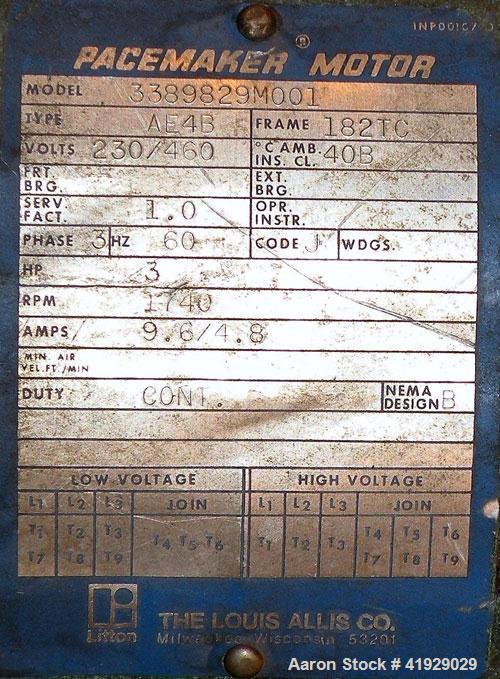 INP001C7
PACEMAKER® MOTOR
MODEL 3389829M001
TYPE AE4B FRAME 182TC
VOLTS 230/460 °C AMB. INS. CL. 40B
FRT. BRG. EXT. BRG.
SERV. FACT. 1.0 OPR. INSTR.
PHASE 3 HZ 60 CODE J WDGS.
HP 3
RPM 1740
AMPS 9.6/4.8
MIN. AIR VEL.FT./MIN
DUTY CONT. NEMA DESIGN B
LOW VOLTAGE HIGH VOLTAGE
L1 L2 L3 JOIN L1 L2 L3 JOIN
T1 T2 T3 T4 T5 T6 T1 T2 T3 T4 T5 T6
T7 T8 T9 T7 T8 T9
Litton
THE LOUIS ALLIS CO.
Milwaukee Wisconsin 53201
Aaron Stock # 41929029